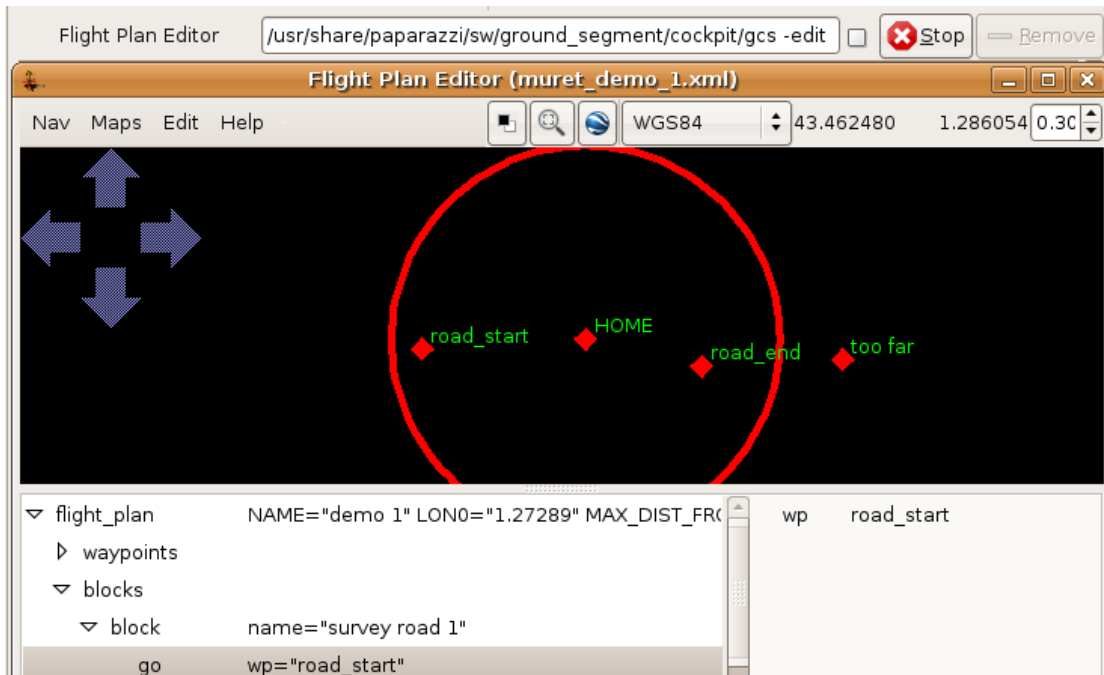 Flight Plan Editor /usr/share/paparazzi/sw/ground_segment/cockpit/gcs -edit Stop Remove
Flight Plan Editor (muret_demo_1.xml)
Nav Maps Edit Help WGS84 43.462480 1.286054 0.30
HOME
road_start
road_end too far
flight_plan NAME="demo 1" LON0="1.27289" MAX_DIST_FR wp road_start
waypoints
blocks
block name="survey road 1"
go wp="road_start"